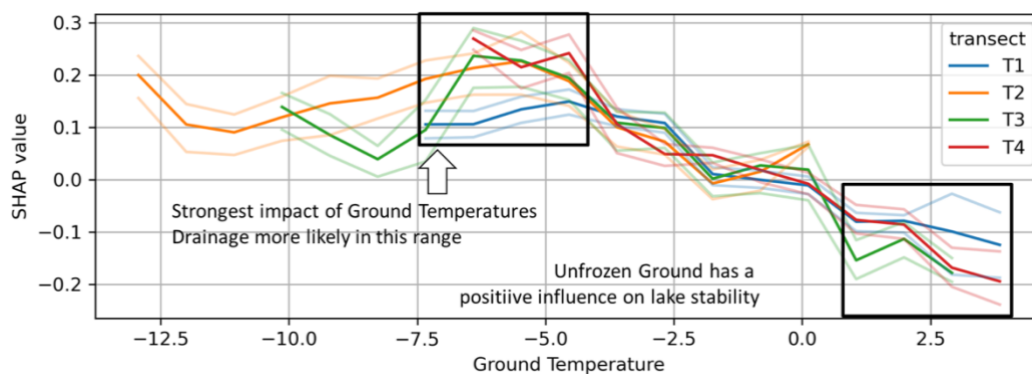 0.3
0.2
0.1
0.0
−0.1
−0.2
SHAP value
transect
T1
T2
T3
T4
Strongest impact of Ground Temperatures
Drainage more likely in this range
Unfrozen Ground has a
positiive influence on lake stability
−12.5 −10.0 −7.5 −5.0 −2.5 0.0 2.5
Ground Temperature